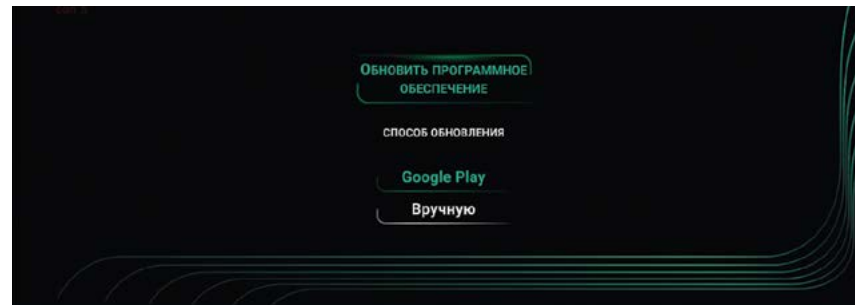 Обновить программное
обеспечение
способ обновления
Google Play
Вручную